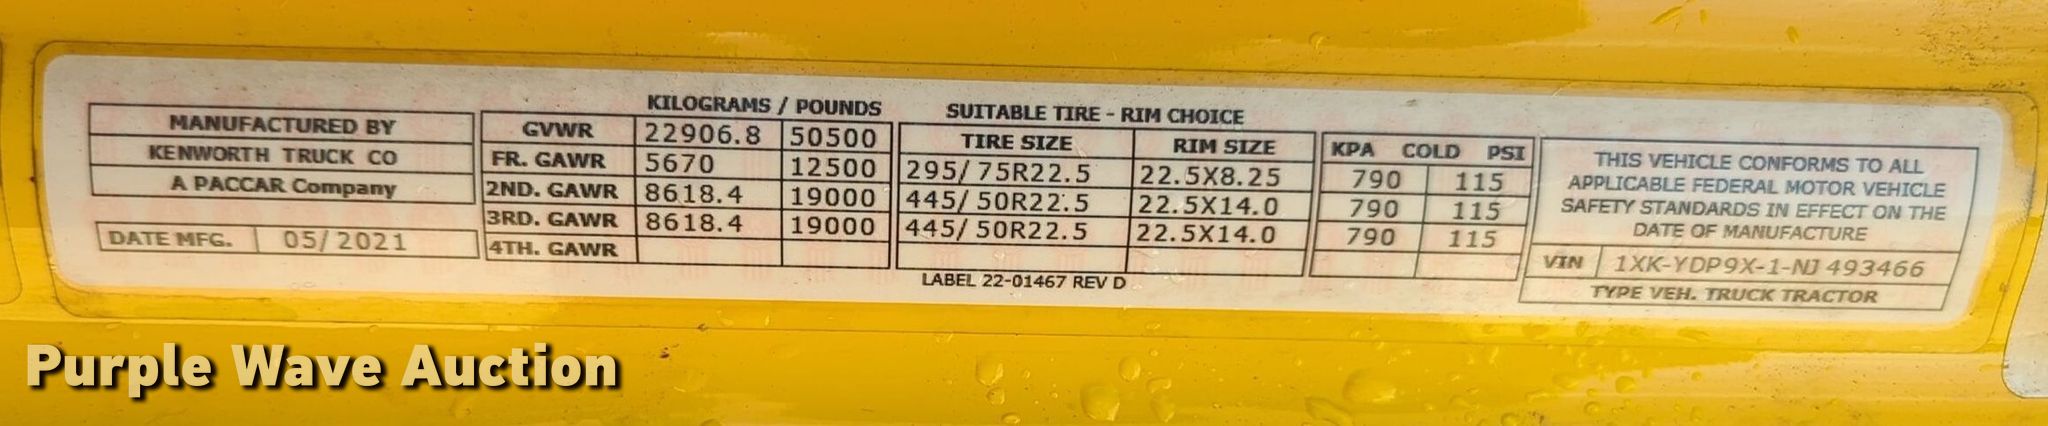 MANUFACTURED BY
KENWORTH TRUCK CO
A PACCAR Company
DATE MFG. 05/2021
KILOGRAMS / POUNDS
GVWR 22906.8 50500
FR. GAWR 5670 12500
2ND. GAWR 8618.4 19000
3RD. GAWR 8618.4 19000
4TH. GAWR
SUITABLE TIRE - RIM CHOICE
TIRE SIZE RIM SIZE
295/75R22.5 22.5X8.25
445/50R22.5 22.5X14.0
445/50R22.5 22.5X14.0
KPA COLD PSI
790 115
790 115
790 115
LABEL 22-01467 REV D
THIS VEHICLE CONFORMS TO ALL
APPLICABLE FEDERAL MOTOR VEHICLE
SAFETY STANDARDS IN EFFECT ON THE
DATE OF MANUFACTURE
VIN 1XK-YDP9X-1-NJ 493466
TYPE VEH. TRUCK TRACTOR
Purple Wave Auction